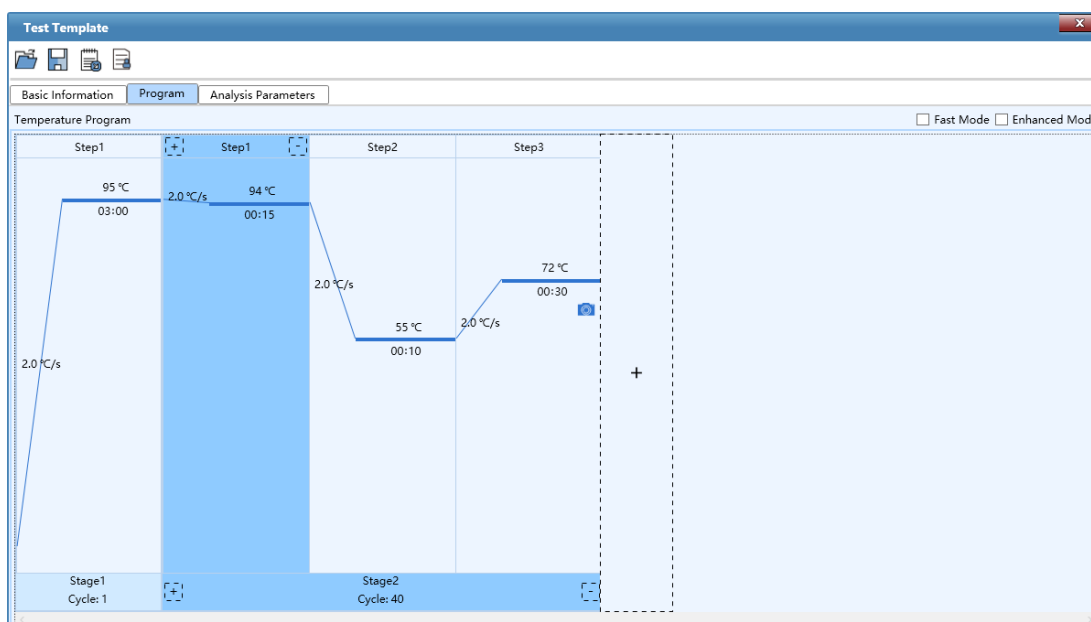 Test Template
x
Basic Information Program Analysis Parameters
Temperature Program Fast Mode Enhanced Mod
Step1 + Step1 - Step2 Step3
95 ℃
03:00
2.0 ℃/s
94 ℃
00:15
2.0 ℃/s
55 ℃
00:10
2.0 ℃/s
72 ℃
00:30
2.0 ℃/s
+
Stage1
Cycle: 1
+
Stage2
Cycle: 40
-